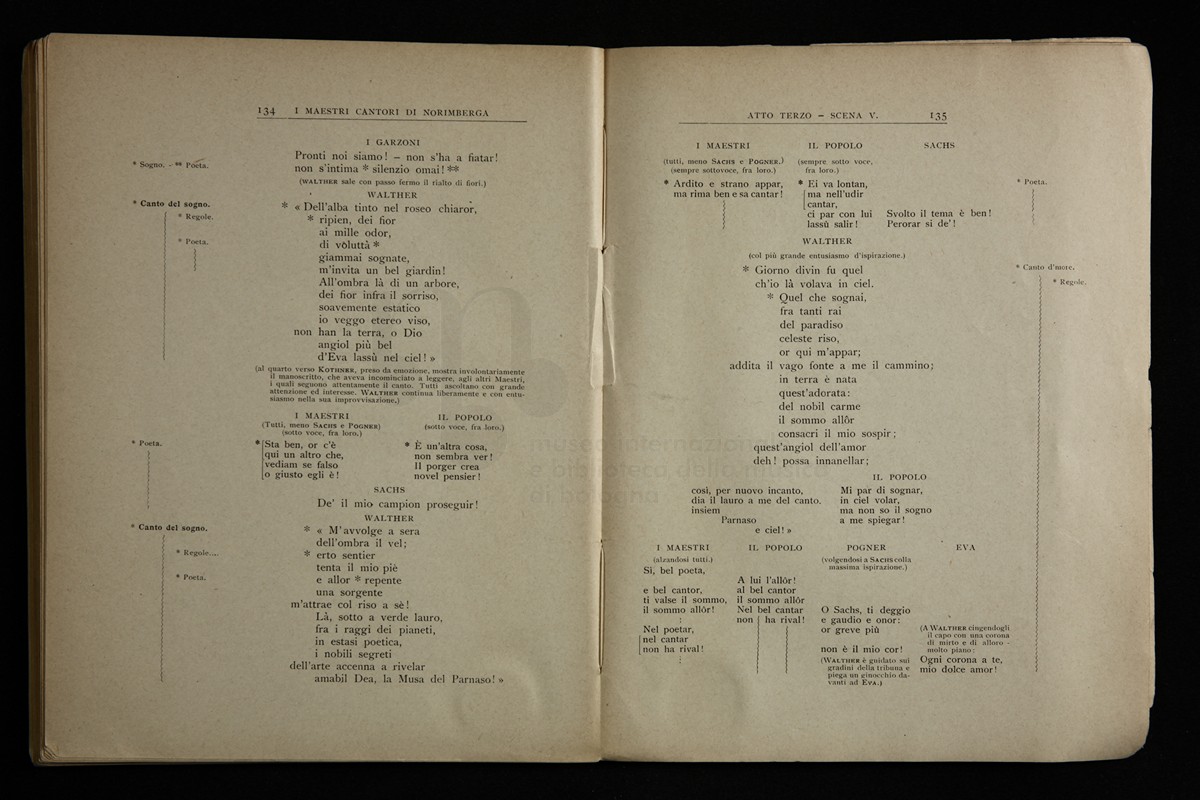 134 I MAESTRI CANTORI DI NORIMBERGA
I GARZONI
Pronti noi siamo! – non s'ha a fiatar!
* Sogno. - ** Poeta.
non s'intima * silenzio omai! **
(WALTHER sale con passo fermo il rialto di fiori.)
WALTHER
* Canto del sogno.
* « Dell'alba tinto nel roseo chiaror,
* Regole.
* ripien, dei fior
ai mille odor,
* Poeta.
di vôluttà *
giammai sognate,
m'invita un bel giardin!
All'ombra là di un arbore,
dei fior infra il sorriso,
soavemente estatico
io veggo etereo viso,
non han la terra, o Dio
angiol più bel
d'Eva lassù nel ciel! »
(al quarto verso KOTHNER, preso da emozione, mostra involontariamente
il manoscritto, che aveva incominciato a leggere, agli altri Maestri,
i quali seguono attentamente il canto. Tutti ascoltano con grande
attenzione ed interesse. WALTHER continua liberamente e con entu-
siasmo nella sua improvvisazione.)
I MAESTRI
(Tutti, meno SACHS e POGNER)
(sotto voce, fra loro.)
* Poeta.
* Sta ben, or c'è
qui un altro che,
vediam se falso
o giusto egli è!
IL POPOLO
(sotto voce, fra loro.)
* È un'altra cosa,
non sembra ver!
Il porger crea
novel pensier!
SACHS
De' il mio campion proseguir!
WALTHER
* Canto del sogno.
* « M'avvolge a sera
dell'ombra il vel;
* Regole.
* erto sentier
tenta il mio piè
* Poeta.
e allor * repente
una sorgente
m'attrae col riso a sè!
Là, sotto a verde lauro,
fra i raggi dei pianeti,
in estasi poetica,
i nobili segreti
dell'arte accenna a rivelar
amabil Dea, la Musa del Parnaso! »
ATTO TERZO – SCENA V. 135
I MAESTRI
(tutti, meno SACHS e POGNER.)
(sempre sottovoce, fra loro.)
* Ardito e strano appar,
ma rima ben e sa cantar!
IL POPOLO
(sempre sotto voce,
fra loro.)
* Ei va lontan,
ma nell'udir
cantar,
ci par con lui
lassù salir!
SACHS
Svolto il tema è ben!
Perorar si de'!
* Poeta.
WALTHER
(col più grande entusiasmo d'ispirazione.)
* Canto d'more.
* Giorno divin fu quel
* Regole.
ch'io là volava in ciel.
* Quel che sognai,
fra tanti rai
del paradiso
celeste riso,
or qui m'appar;
addita il vago fonte a me il cammino;
in terra è nata
quest'adorata:
del nobil carme
il sommo allôr
consacri il mio sospir;
quest'angiol dell'amor
deh! possa innanellar;
così, per nuovo incanto,
dia il lauro a me del canto.
insiem
Parnaso
e ciel! »
IL POPOLO
Mi par di sognar,
in ciel volar,
ma non so il sogno
a me spiegar!
I MAESTRI
(alzandosi tutti.)
Si, bel poeta,
e bel cantor,
ti valse il sommo,
il sommo allôr!
Nel poetar,
nel cantar
non ha rival!
IL POPOLO
A lui l'allôr!
al bel cantor
il sommo allôr
Nel bel cantar
non ha rival!
POGNER
(volgendosi a SACHS colla
massima ispirazione.)
O Sachs, ti deggio
e gaudio e onor:
or greve più
non è il mio cor!
(WALTHER è guidato sui
gradini della tribuna e
piega un ginocchio da-
vanti ad EVA.)
EVA
(A WALTHER cingendogli
il capo con una corona
di mirto e di alloro -
molto piano:
Ogni corona a te,
mio dolce amor!
museo internazionale
e biblioteca della musica
di bologna